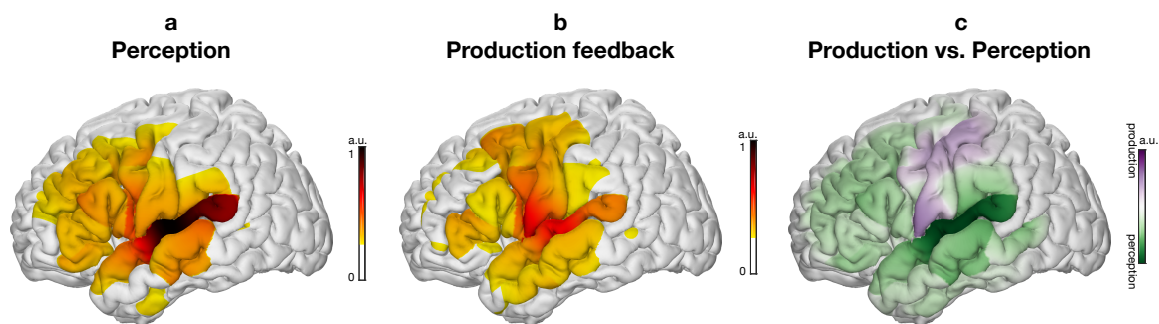 a
Perception
b
Production feedback
c
Production vs. Perception
a.u.
1
0
a.u.
1
0
a.u.
production
perception